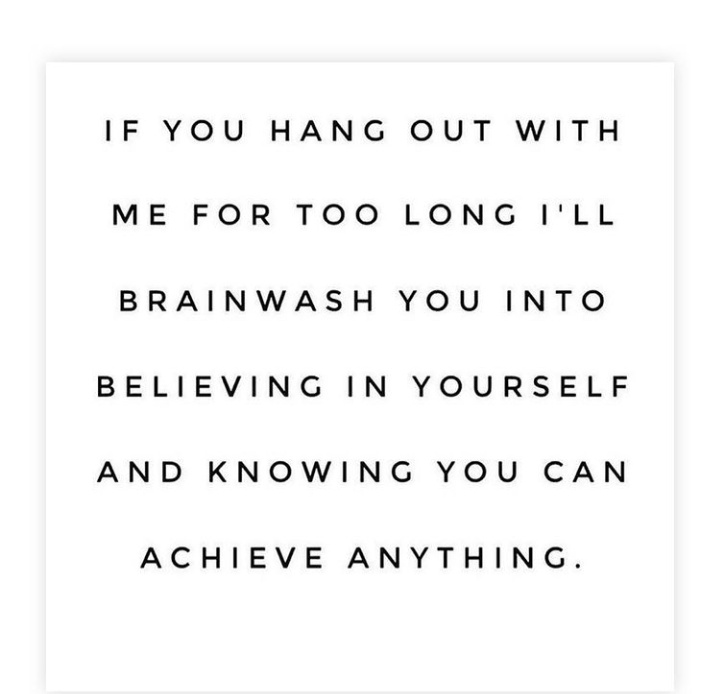 IF YOU HANG OUT WITH
ME FOR TOO LONG I'LL
BRAINWASH YOU INTO
BELIEVING IN YOURSELF
AND KNOWING YOU CAN
ACHIEVE ANYTHING.